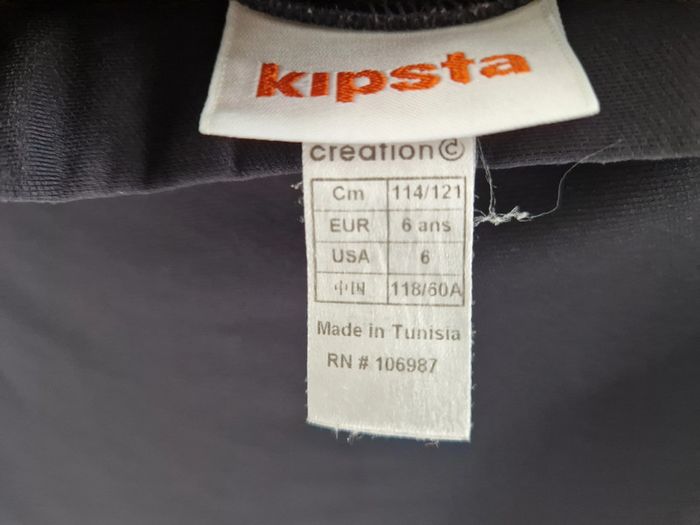 kipsta
creation ⓓ
Cm 114/121
EUR 6 ans
USA 6
中国 118/60A
Made in Tunisia
RN # 106987